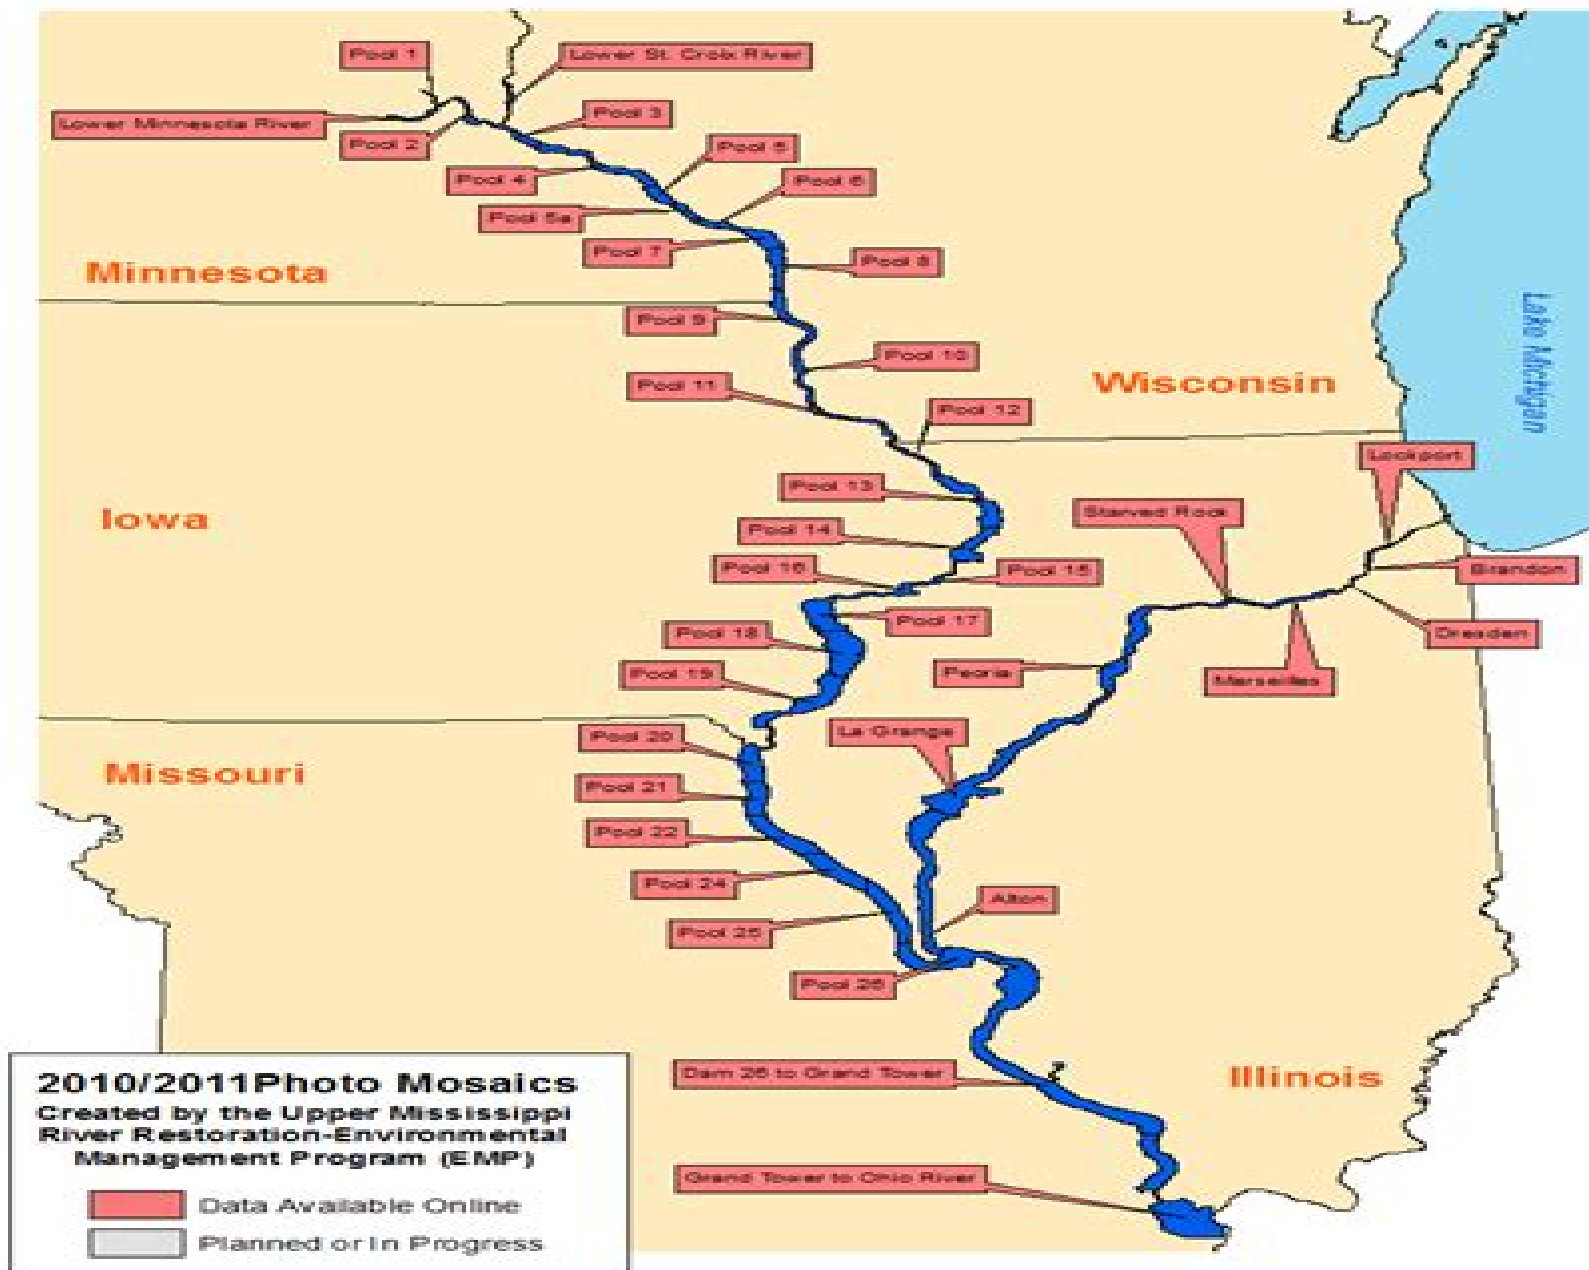 Pool 1
Lower St. Croix River
Lower Minnesota River
Pool 3
Pool 2
Pool 5
Pool 4
Pool 6
Pool 5a
Pool 7
Pool 8
Minnesota
Pool 9
Lake Michigan
Pool 10
Pool 11
Wisconsin
Pool 12
Lockport
Pool 13
Starved Rock
Iowa
Pool 14
Pool 16
Pool 15
Brandon
Pool 17
Pool 18
Dresden
Pool 19
Peoria
Marseilles
Pool 20
La Grange
Missouri
Pool 21
Pool 22
Pool 24
Alton
Pool 25
Pool 26
Dam 26 to Grand Tower
Illinois
2010/2011Photo Mosaics
Created by the Upper Mississippi
River Restoration-Environmental
Management Program (EMP)
Grand Tower to Ohio River
Data Available Online
Planned or In Progress